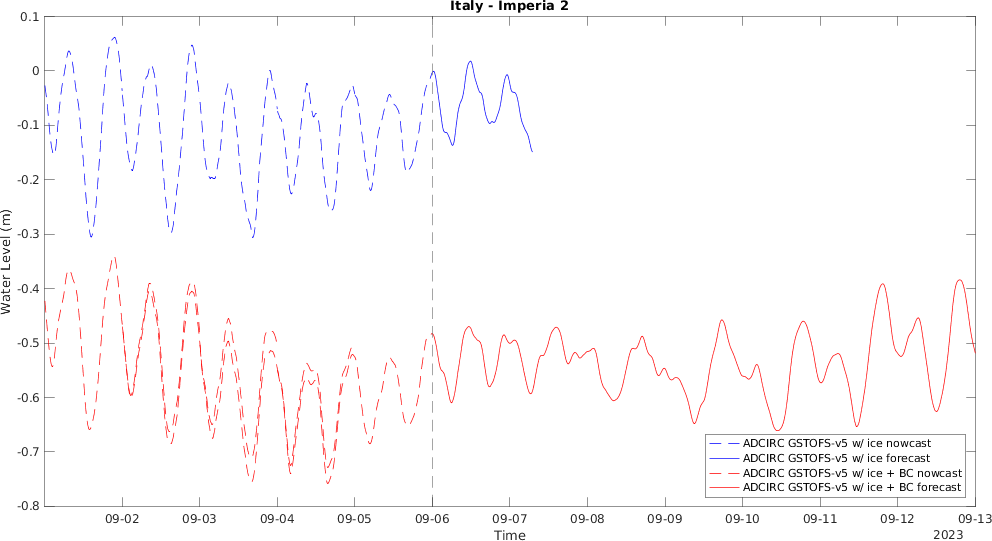 Italy - Imperia 2
0.1
0
-0.1
-0.2
-0.3
-0.4
-0.5
-0.6
-0.7
-0.8
Water Level (m)
ADCIRC GSTOFS-v5 w/ ice nowcast
ADCIRC GSTOFS-v5 w/ ice forecast
ADCIRC GSTOFS-v5 w/ ice + BC nowcast
ADCIRC GSTOFS-v5 w/ ice + BC forecast
09-02 09-03 09-04 09-05 09-06 09-07 09-08 09-09 09-10 09-11 09-12 09-13
Time
2023